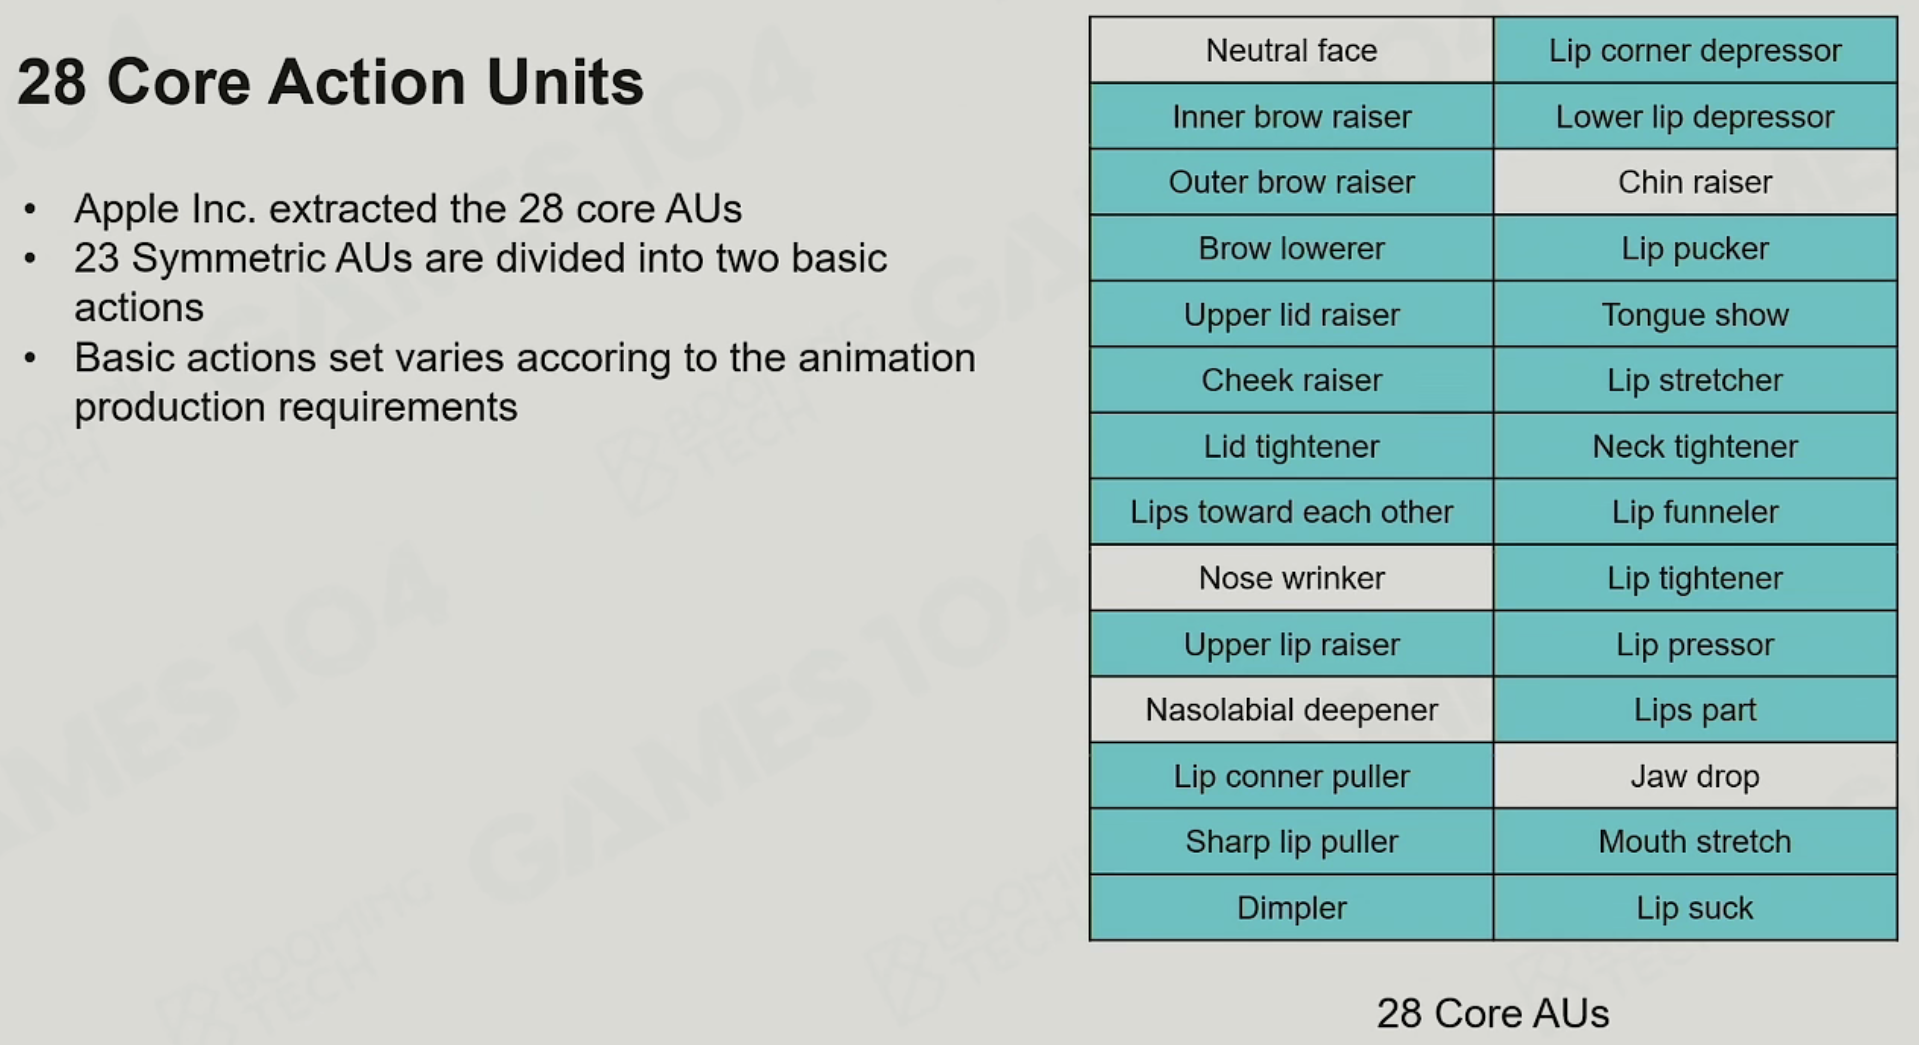 28 Core Action Units
• Apple Inc. extracted the 28 core AUs
• 23 Symmetric AUs are divided into two basic
actions
• Basic actions set varies accoring to the animation
production requirements
Neutral face Lip corner depressor
Inner brow raiser Lower lip depressor
Outer brow raiser Chin raiser
Brow lowerer Lip pucker
Upper lid raiser Tongue show
Cheek raiser Lip stretcher
Lid tightener Neck tightener
Lips toward each other Lip funneler
Nose wrinker Lip tightener
Upper lip raiser Lip pressor
Nasolabial deepener Lips part
Lip conner puller Jaw drop
Sharp lip puller Mouth stretch
Dimpler Lip suck
28 Core AUs
GAMES 104
BOOMING
TECH